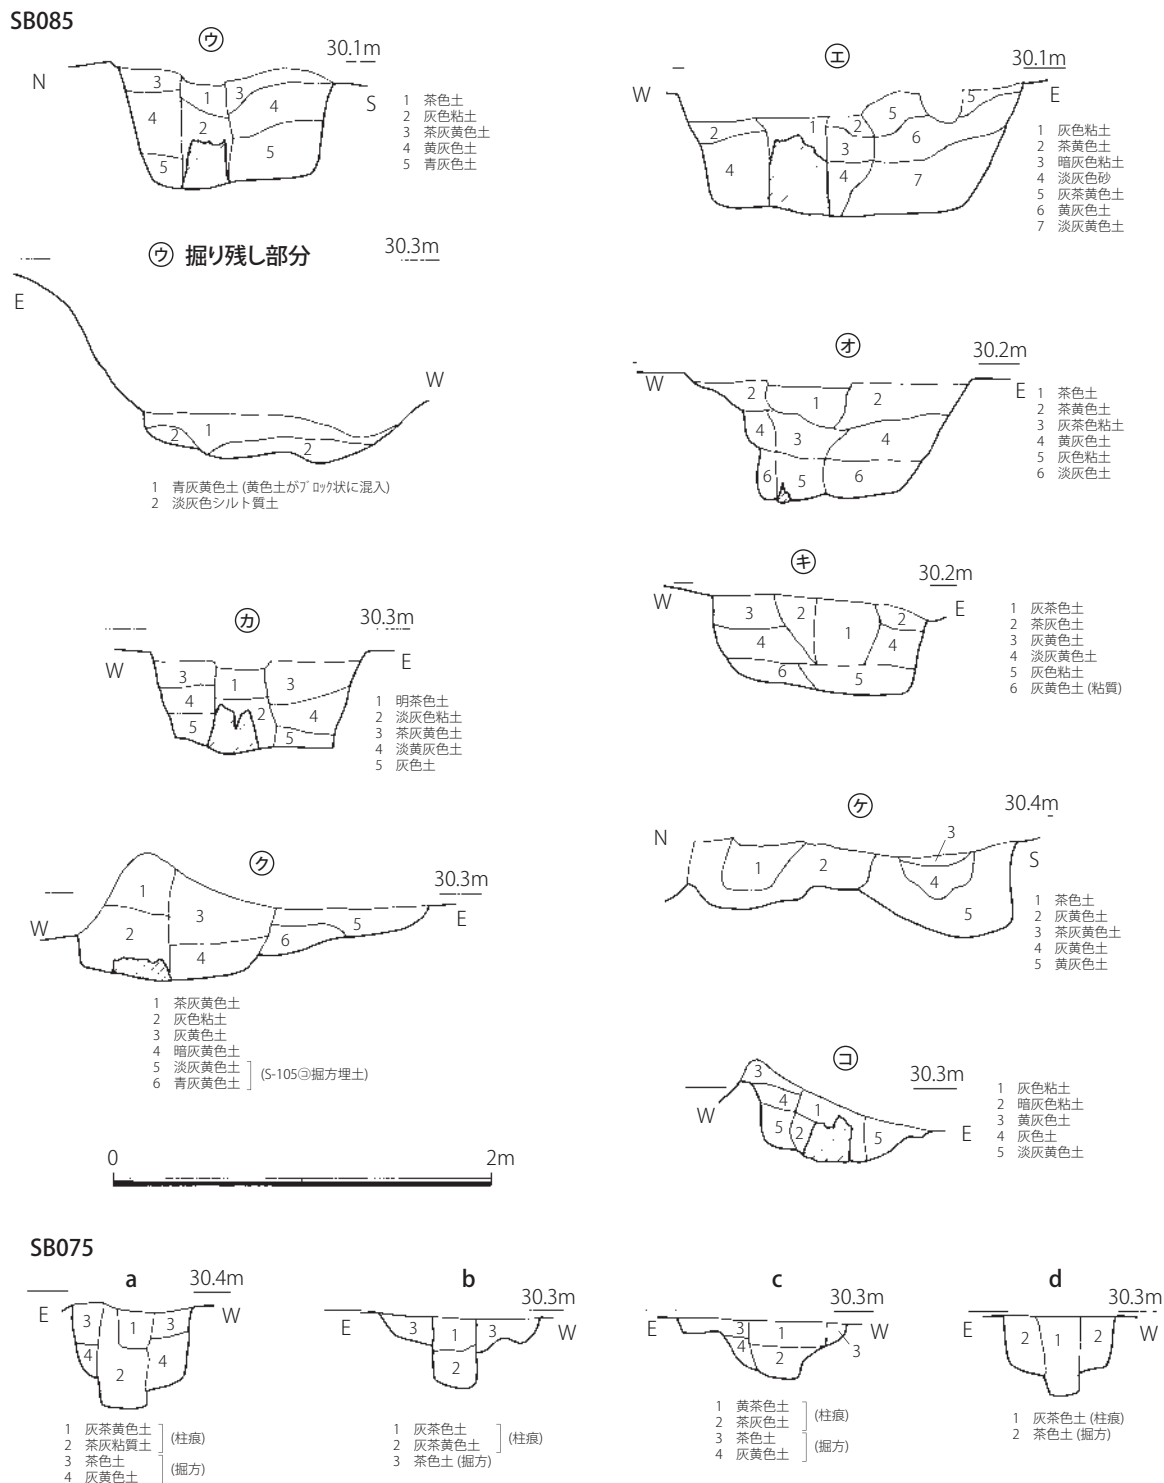 SB085
ウ
30.1m
N
S
3
1
3
4
4
2
5
5
1 茶色土
2 灰色粘土
3 茶灰黄色土
4 黄灰色土
5 青灰色土
エ
30.1m
W
E
2
4
1
2
3
4
5
5
6
7
1 灰色粘土
2 茶黄色土
3 暗灰色粘土
4 淡灰色砂
5 灰茶黄色土
6 黄灰色土
7 淡灰黄色土
ウ 掘り残し部分
30.3m
E
W
2
1
2
1 青灰黄色土 (黄色土がブロック状に混入)
2 淡灰色シルト質土
オ
30.2m
W
E
2
1
2
4
3
4
6
5
6
1 茶色土
2 茶黄色土
3 灰茶色粘土
4 黄灰色土
5 灰色粘土
6 淡灰色土
カ
30.3m
W
E
3
1
3
4
2
4
5
5
1 明茶色土
2 淡灰色粘土
3 茶灰黄色土
4 淡黄灰色土
5 灰色土
キ
30.2m
W
E
3
2
1
2
4
4
6
5
1 灰茶色土
2 茶灰色土
3 灰黄色土
4 淡灰黄色土
5 灰色粘土
6 灰黄色土 (粘質)
ク
30.3m
W
E
1
3
5
2
6
4
1 茶灰黄色土
2 灰色粘土
3 灰黄色土
4 暗灰黄色土
5 淡灰黄色土
6 青灰黄色土
(S-105㋙掘方埋土)
ケ
30.4m
N
S
3
1
2
4
5
1 茶色土
2 灰黄色土
3 茶灰黄色土
4 灰黄色土
5 黄灰色土
コ
30.3m
W
E
3
4
1
5
2
5
1 灰色粘土
2 暗灰色粘土
3 黄灰色土
4 灰色土
5 淡灰黄色土
0
2m
SB075
a
30.4m
E
W
3
1
3
4
2
4
1 灰茶黄色土
2 茶灰粘質土
(柱痕)
3 茶色土
4 灰黄色土
(掘方)
b
30.3m
E
W
3
1
3
2
1 灰茶色土
2 灰茶黄色土
(柱痕)
3 茶色土 (掘方)
c
30.3m
E
W
3
1
4
2
3
1 黄茶色土
2 茶灰色土
(柱痕)
3 茶色土
4 灰黄色土
(掘方)
d
30.3m
E
W
2
1
2
1 灰茶色土 (柱痕)
2 茶色土 (掘方)